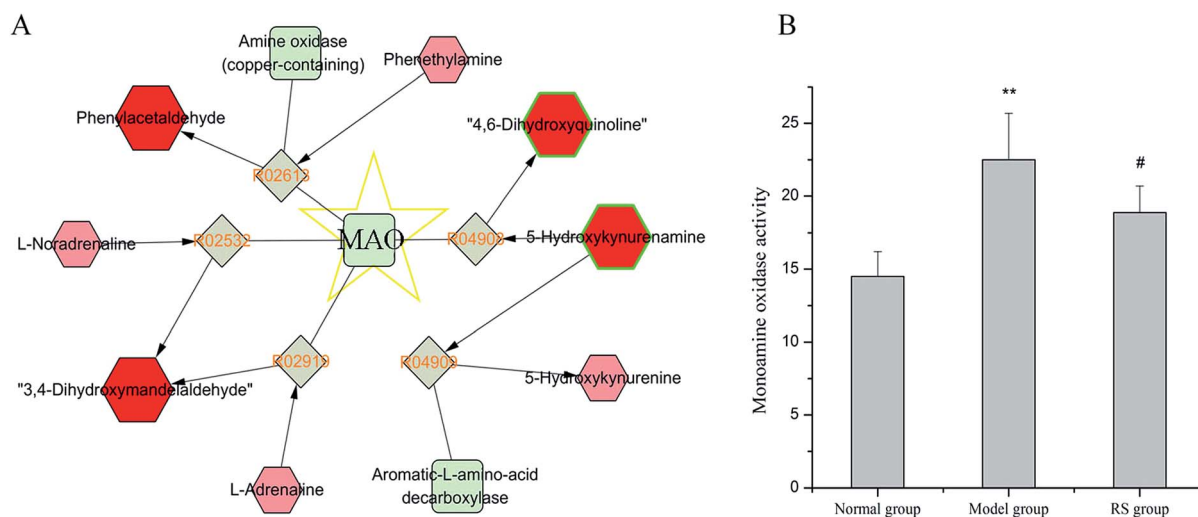 A
Amine oxidase
(copper-containing)
Phenethylamine
Phenylacetaldehyde
"4,6-Dihydroxyquinoline"
R02613
L-Noradrenaline
R02532
MAO
R04908
5-Hydroxykynurenamine
R02919
R04909
"3,4-Dihydroxymandelaldehyde"
5-Hydroxykynurenine
L-Adrenaline
Aromatic-L-amino-acid
decarboxylase
B
Monoamine oxidase activity
25
20
15
10
5
0
**
#
Normal group
Model group
RS group